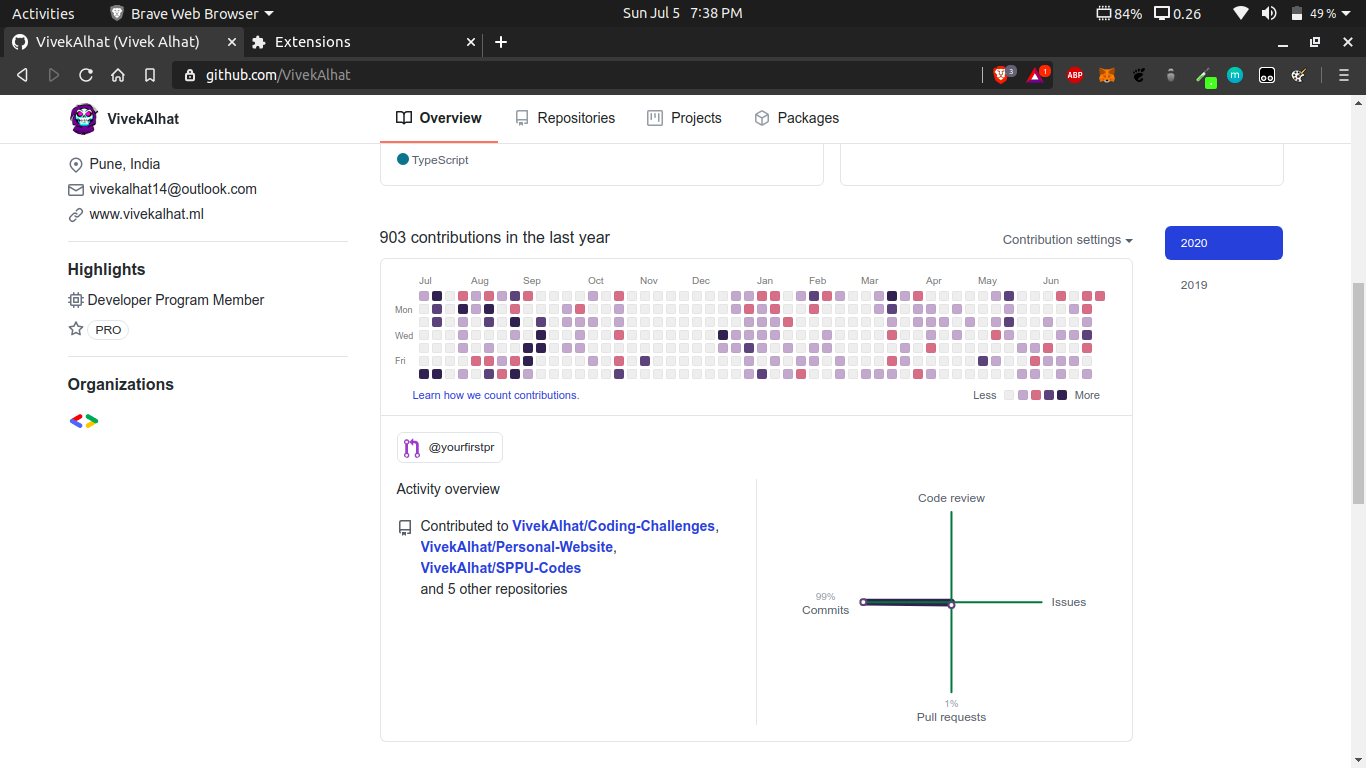 Activities Brave Web Browser Sun Jul 5 7:38 PM 84% 0.26 49%
VivekAlhat (Vivek Alhat) Extensions
github.com/VivekAlhat 3 1 ABP m
VivekAlhat Overview Repositories Projects Packages
Pune, India
TypeScript
vivekalhat14@outlook.com
www.vivekalhat.ml
Highlights
Developer Program Member
PRO
Organizations
903 contributions in the last year Contribution settings
2020
2019
Jul Aug Sep Oct Nov Dec Jan Feb Mar Apr May Jun
Mon
Wed
Fri
Learn how we count contributions. Less More
@yourfirstpr
Activity overview
Contributed to VivekAlhat/Coding-Challenges,
VivekAlhat/Personal-Website,
VivekAlhat/SPPU-Codes
and 5 other repositories
Code review
99%
Commits
Issues
1%
Pull requests